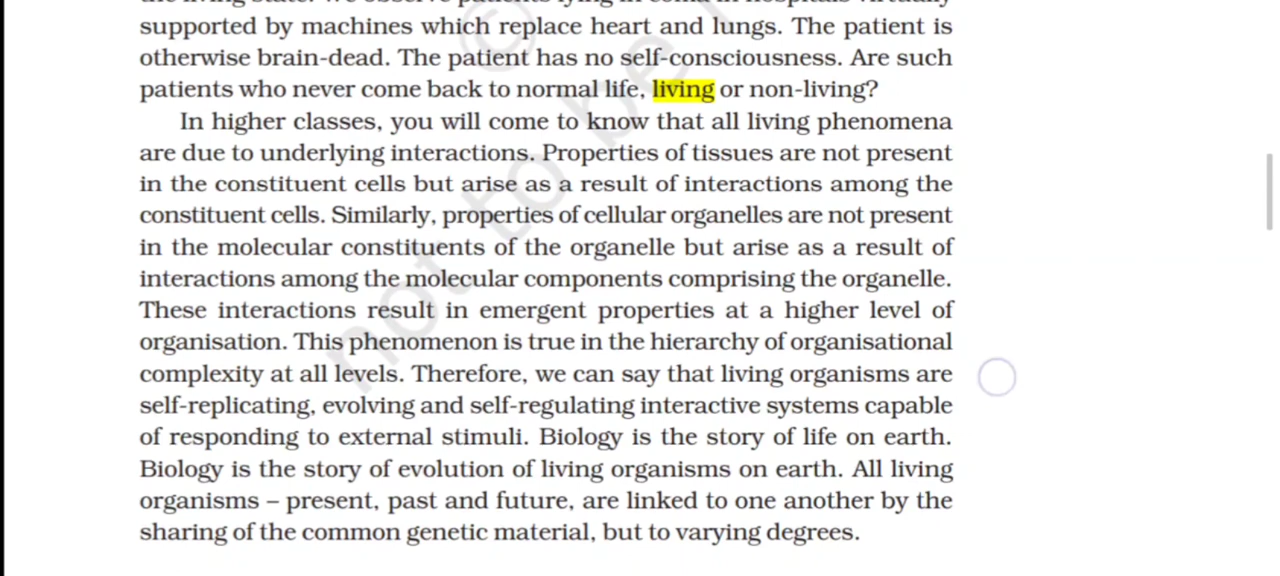 supported by machines which replace heart and lungs. The patient is
otherwise brain-dead. The patient has no self-consciousness. Are such
patients who never come back to normal life, living or non-living?
In higher classes, you will come to know that all living phenomena
are due to underlying interactions. Properties of tissues are not present
in the constituent cells but arise as a result of interactions among the
constituent cells. Similarly, properties of cellular organelles are not present
in the molecular constituents of the organelle but arise as a result of
interactions among the molecular components comprising the organelle.
These interactions result in emergent properties at a higher level of
organisation. This phenomenon is true in the hierarchy of organisational
complexity at all levels. Therefore, we can say that living organisms are
self-replicating, evolving and self-regulating interactive systems capable
of responding to external stimuli. Biology is the story of life on earth.
Biology is the story of evolution of living organisms on earth. All living
organisms – present, past and future, are linked to one another by the
sharing of the common genetic material, but to varying degrees.
© not to be